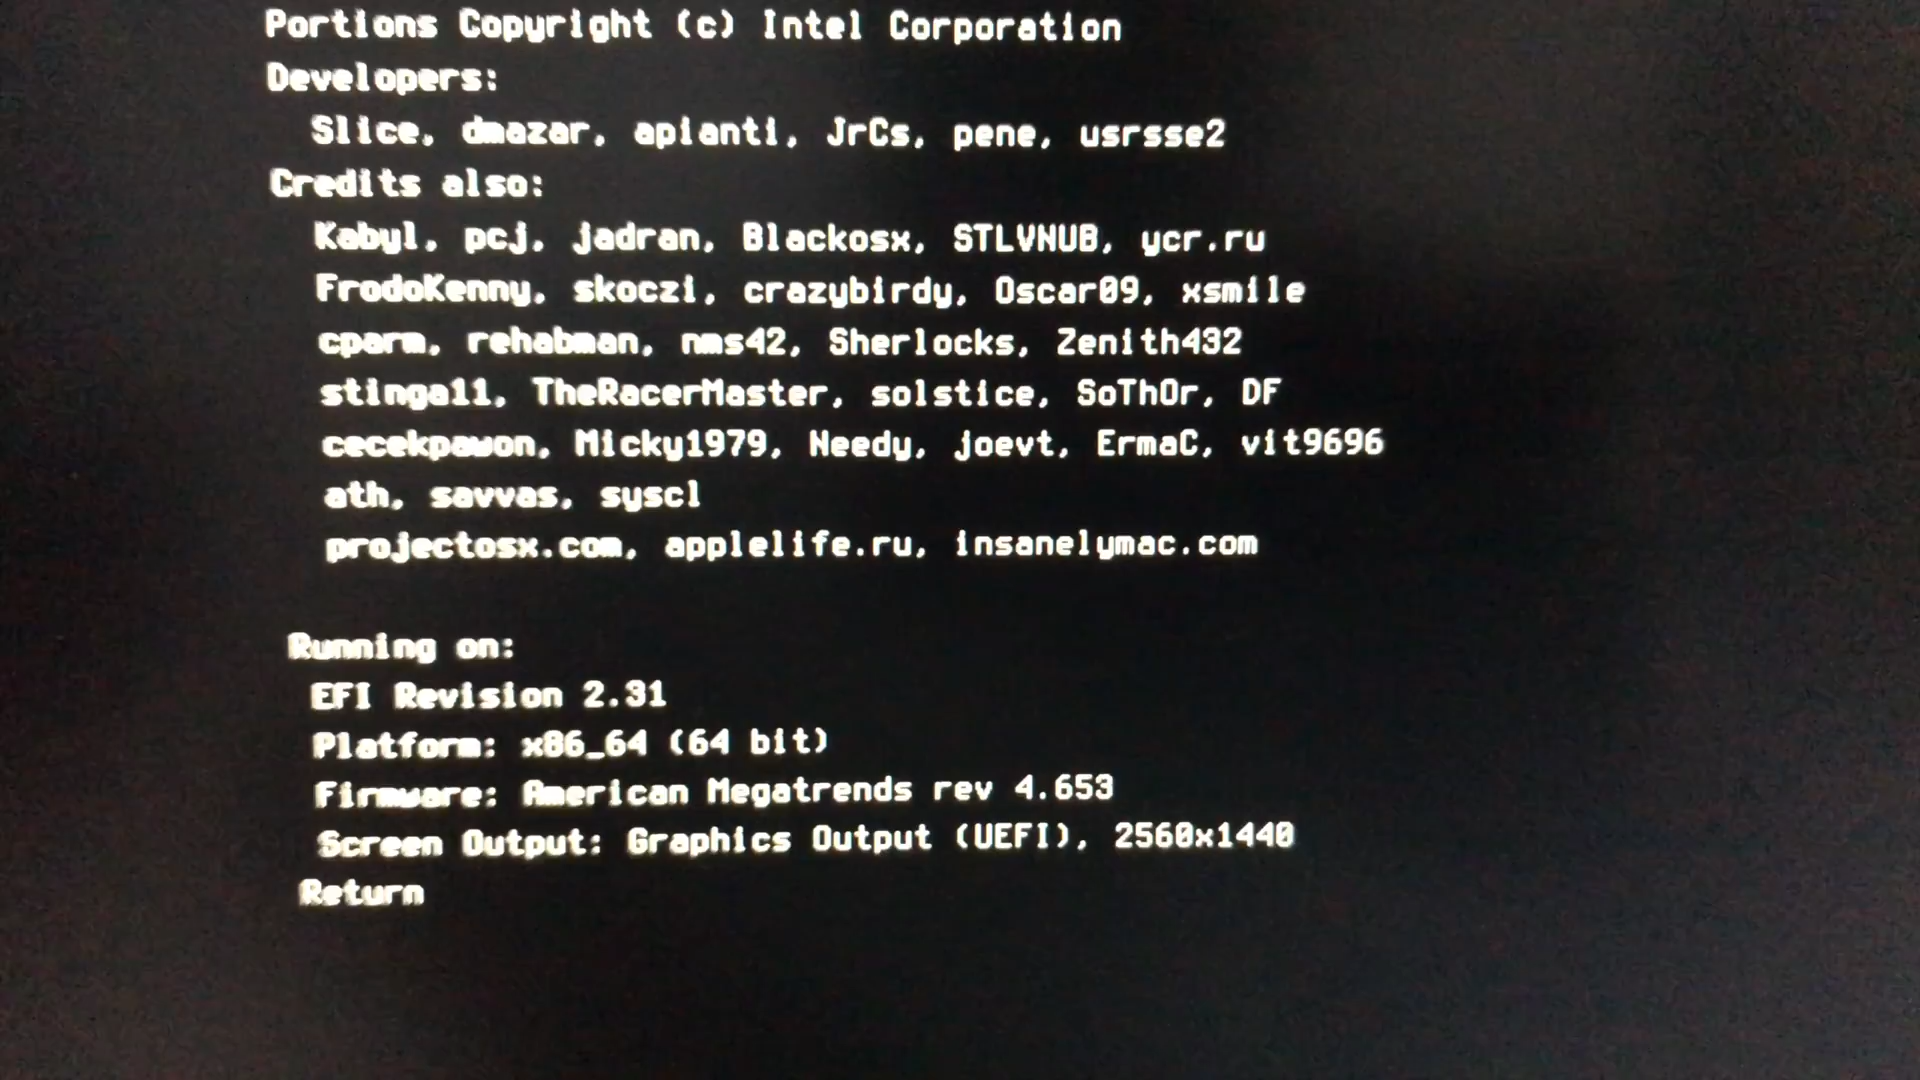 Portions Copyright (c) Intel Corporation
Developers:
Slice, dmazar, apianti, JrCs, pene, usrsse2
Credits also:
Kabyl, pcj, jadran, Blackosx, STLVNUB, ycr.ru
FrodoKenny, skoczi, crazybirdy, Oscar09, xsmile
cparm, rehabman, nms42, Sherlocks, Zenith432
stinga11, TheRacerMaster, solstice, SoThOr, DF
cecekpawon, Micky1979, Needy, joevt, ErmaC, vit9696
ath, savvas, syscl
projectosx.com, applelife.ru, insanelymac.com
Running on:
EFI Revision 2.31
Platform: x86_64 (64 bit)
Firmware: American Megatrends rev 4.653
Screen Output: Graphics Output (UEFI), 2560x1440
Return